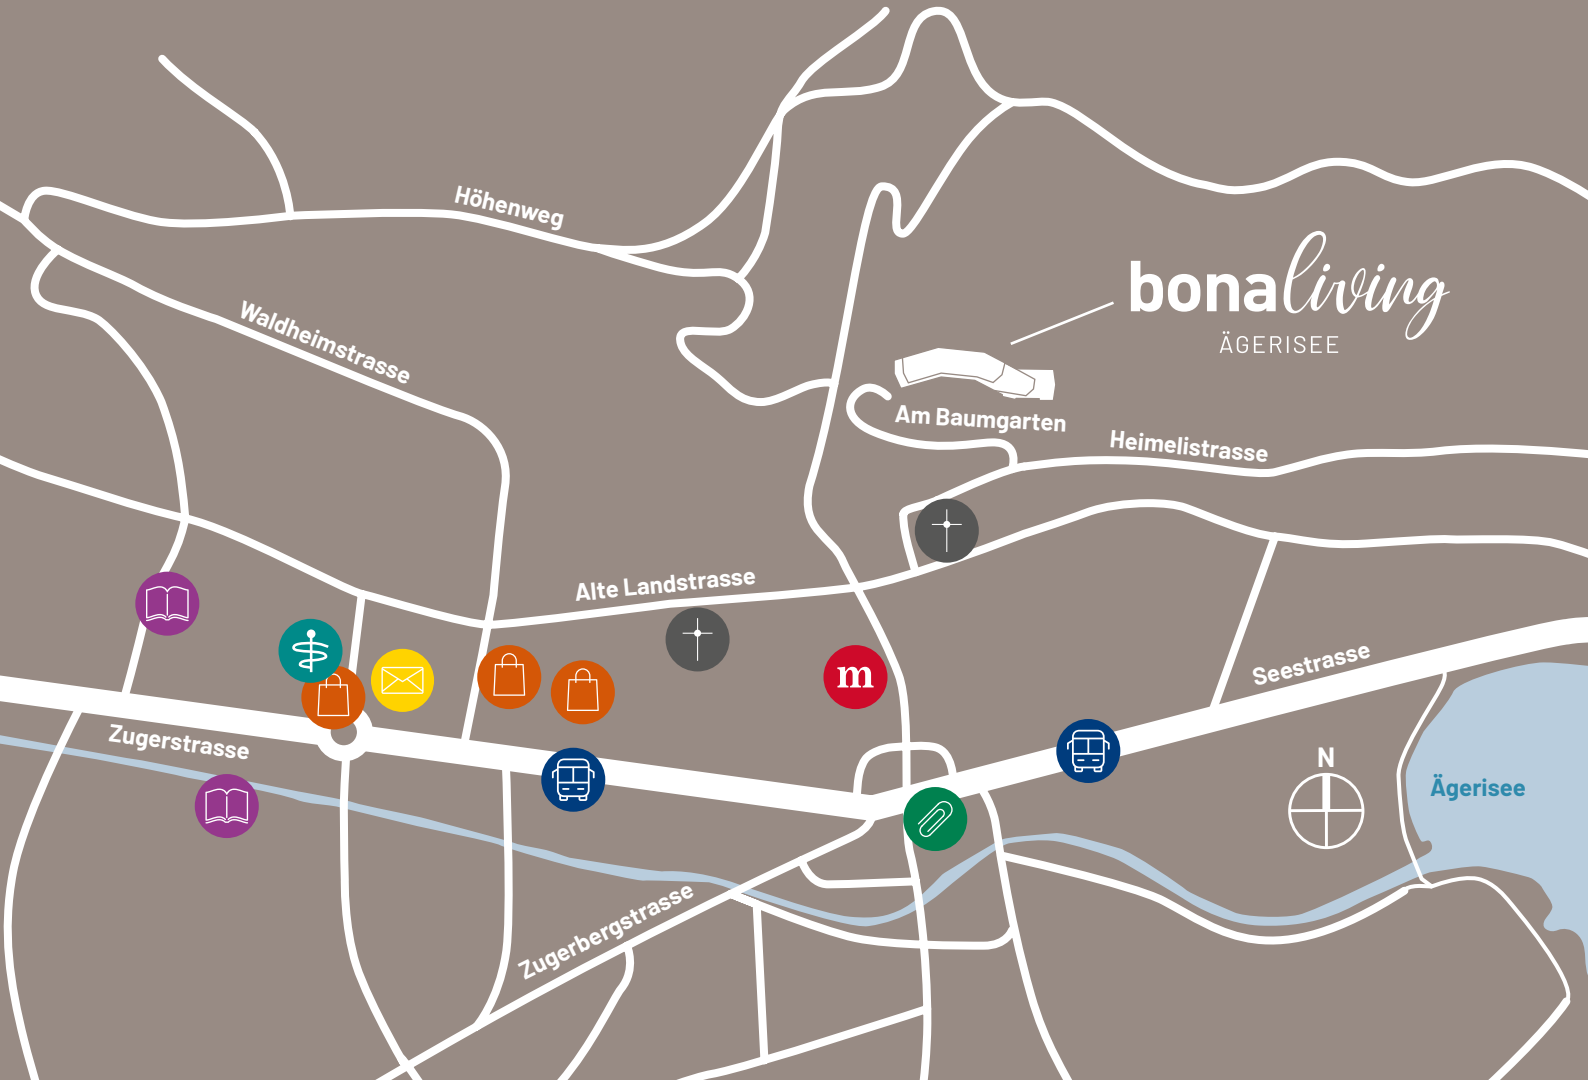 Höhenweg
bonaliving
ÄGERISEE
Waldheimstrasse
Am Baumgarten
Heimelistrasse
Alte Landstrasse
m
Seestrasse
Zugerstrasse
N
Ägerisee
Zugerbergstrasse